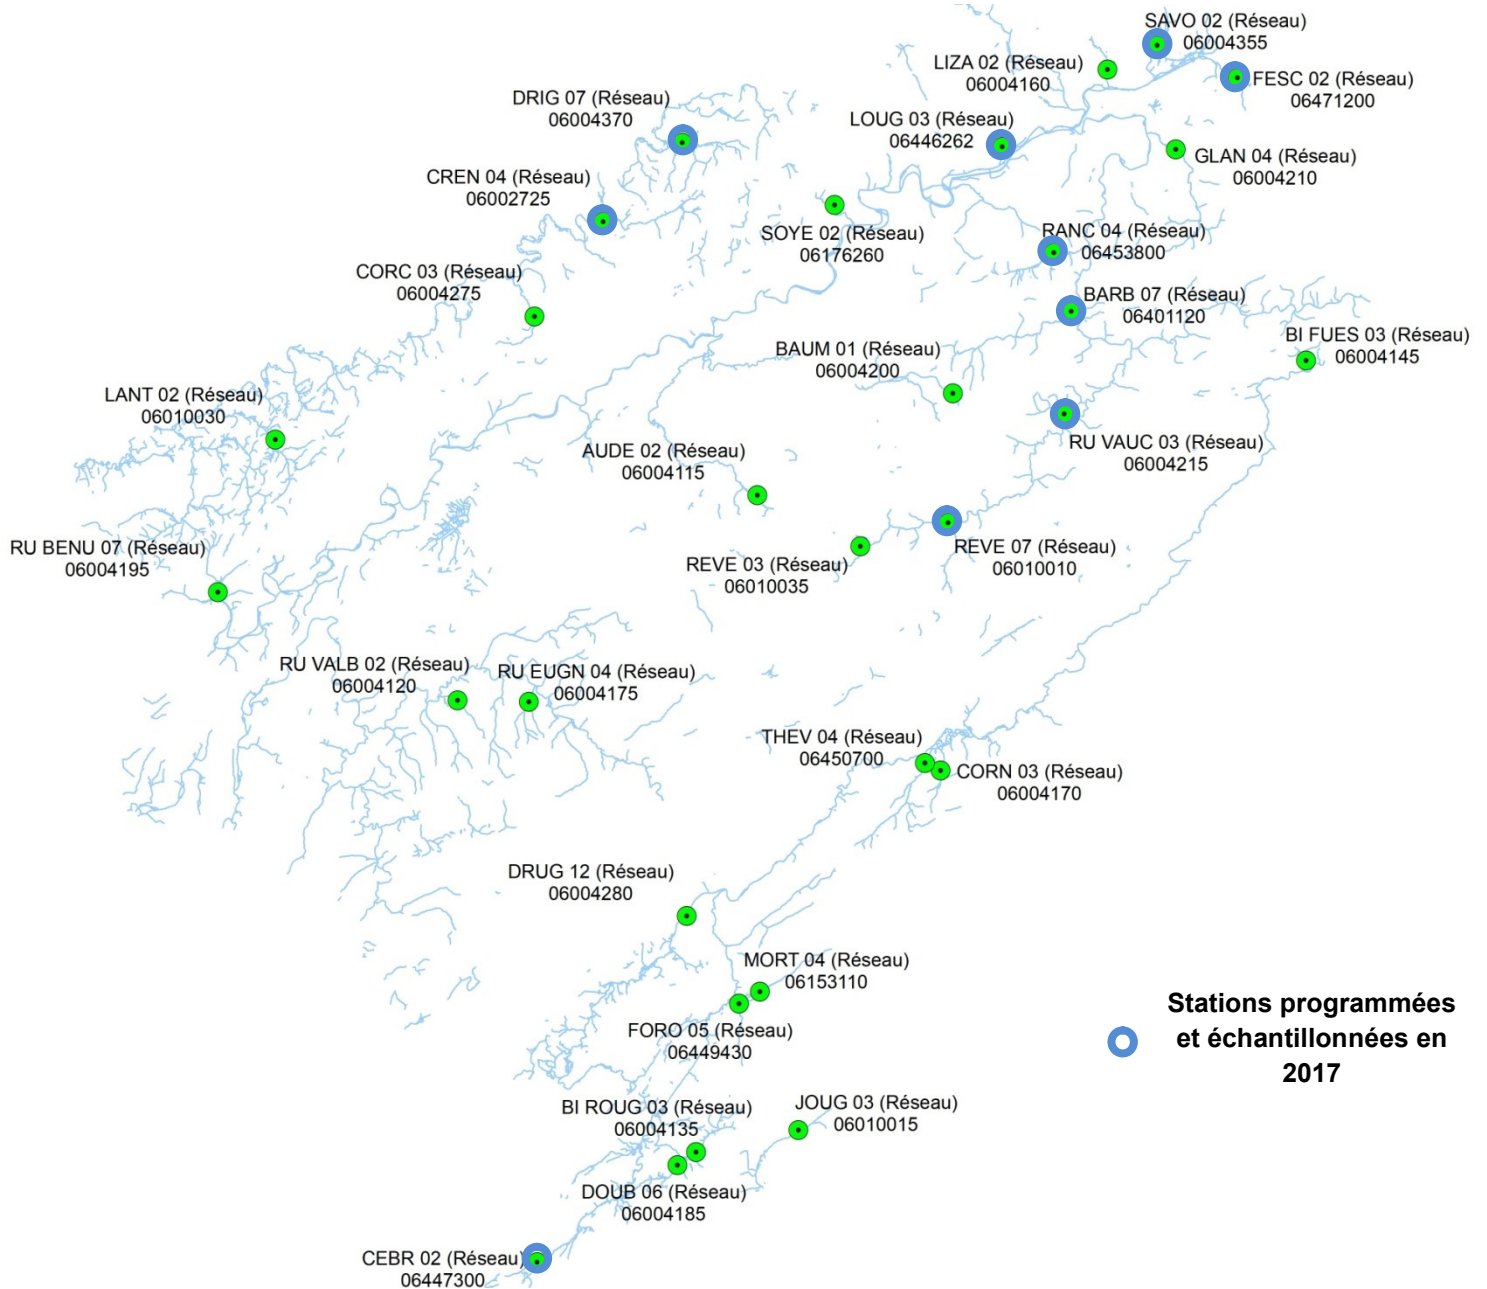 SAVO 02 (Réseau)
06004355
LIZA 02 (Réseau)
06004160
FESC 02 (Réseau)
06471200
DRIG 07 (Réseau)
06004370
LOUG 03 (Réseau)
06446262
GLAN 04 (Réseau)
06004210
CREN 04 (Réseau)
06002725
SOYE 02 (Réseau)
06176260
RANC 04 (Réseau)
06453800
CORC 03 (Réseau)
06004275
BARB 07 (Réseau)
06401120
BI FUES 03 (Réseau)
06004145
BAUM 01 (Réseau)
06004200
LANT 02 (Réseau)
06010030
RU VAUC 03 (Réseau)
06004215
AUDE 02 (Réseau)
06004115
RU BENU 07 (Réseau)
06004195
REVE 07 (Réseau)
06010010
REVE 03 (Réseau)
06010035
RU VALB 02 (Réseau)
06004120
RU EUGN 04 (Réseau)
06004175
THEV 04 (Réseau)
06450700
CORN 03 (Réseau)
06004170
DRUG 12 (Réseau)
06004280
MORT 04 (Réseau)
06153110
FORO 05 (Réseau)
06449430
Stations programmées
et échantillonnées en
2017
BI ROUG 03 (Réseau)
06004135
JOUG 03 (Réseau)
06010015
DOUB 06 (Réseau)
06004185
CEBR 02 (Réseau)
06447300